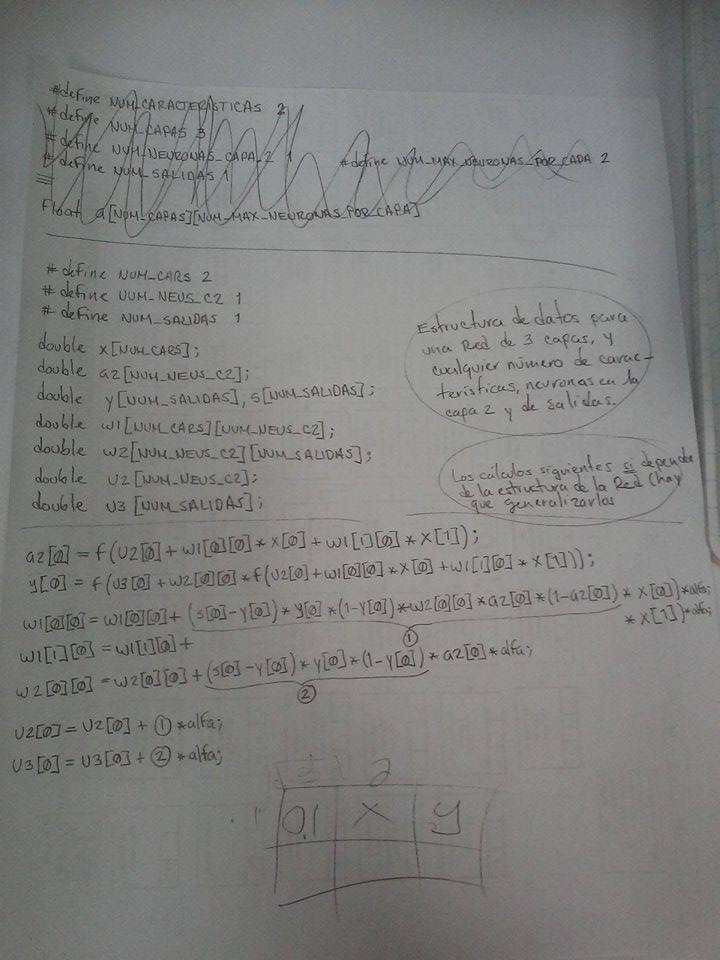 #define NUM_CARACTERISTICAS 2
#define NUM_CAPAS 3
#define NUM_NEURONAS_CAPA_2 1
#define NUM_MAX_NEURONAS_POR_CAPA 2
#define NUM_SALIDAS 1
Float a[NUM_CAPAS][NUM_MAX_NEURONAS_POR_CAPA]
#define NUM_CARS 2
#define NUM_NEUS_C2 1
#define NUM_SALIDAS 1
double x[NUM_CARS];
double a2[NUM_NEUS_C2];
double y[NUM_SALIDAS], s[NUM_SALIDAS];
double w1[NUM_CARS][NUM_NEUS_C2];
double w2[NUM_NEUS_C2][NUM_SALIDAS];
double U2[NUM_NEUS_C2];
double U3[NUM_SALIDAS];
Estructura de datos para
una Red de 3 capas, y
cualquier número de carac-
terísticas, neuronas en la
capa 2 y de salidas.
Los cálculos siguientes si dependen
de la estructura de la Red (hay
que generalizarlos
a2[0] = f(U2[0] + w1[0][0] * x[0] + w1[1][0] * x[1]);
y[0] = f(U3[0] + w2[0][0] * f(U2[0] + w1[0][0] * x[0] + w1[1][0] * x[1]));
w1[0][0] = w1[0][0] + (s[0]-y[0]) * y[0] * (1-y[0]) * w2[0][0] * a2[0] * (1-a2[0]) * x[0]) * alfa;
1
w1[1][0] = w1[1][0] + * x[1]) * alfa;
w2[0][0] = w2[0][0] + (s[0]-y[0]) * y[0] * (1-y[0]) * a2[0] * alfa;
2
U2[0] = U2[0] + 1 * alfa;
U3[0] = U3[0] + 2 * alfa;
2
0,1 x y